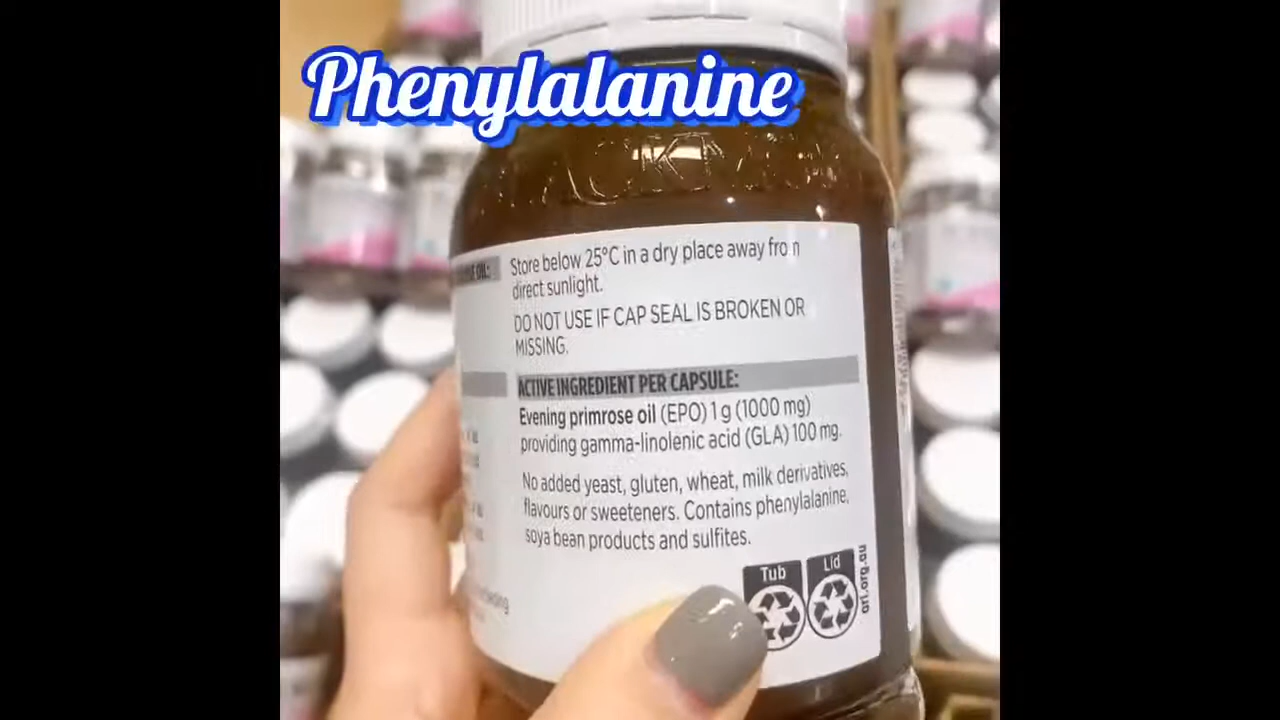 Phenylalanine
OIL:
Store below 25°C in a dry place away from
direct sunlight.
DO NOT USE IF CAP SEAL IS BROKEN OR
MISSING.
ACTIVE INGREDIENT PER CAPSULE:
Evening primrose oil (EPO) 1 g (1000 mg)
providing gamma-linolenic acid (GLA) 100 mg.
No added yeast, gluten, wheat, milk derivatives,
flavours or sweeteners. Contains phenylalanine,
soya bean products and sulfites.
Tub Lid
arl.org.au